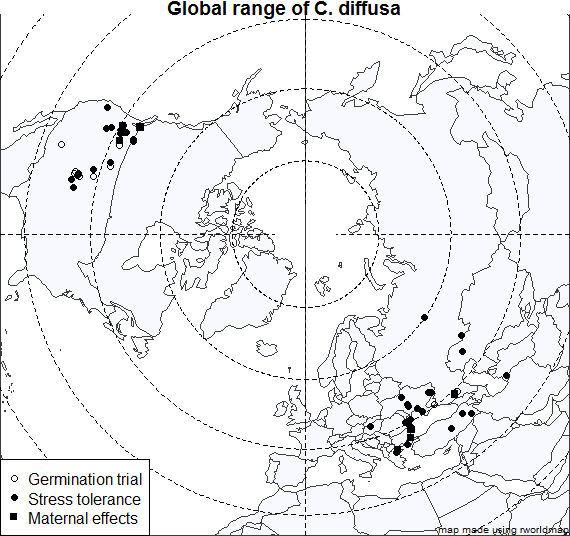 Global range of C. diffusa
Germination trial
Stress tolerance
Maternal effects
map made using rworldmap